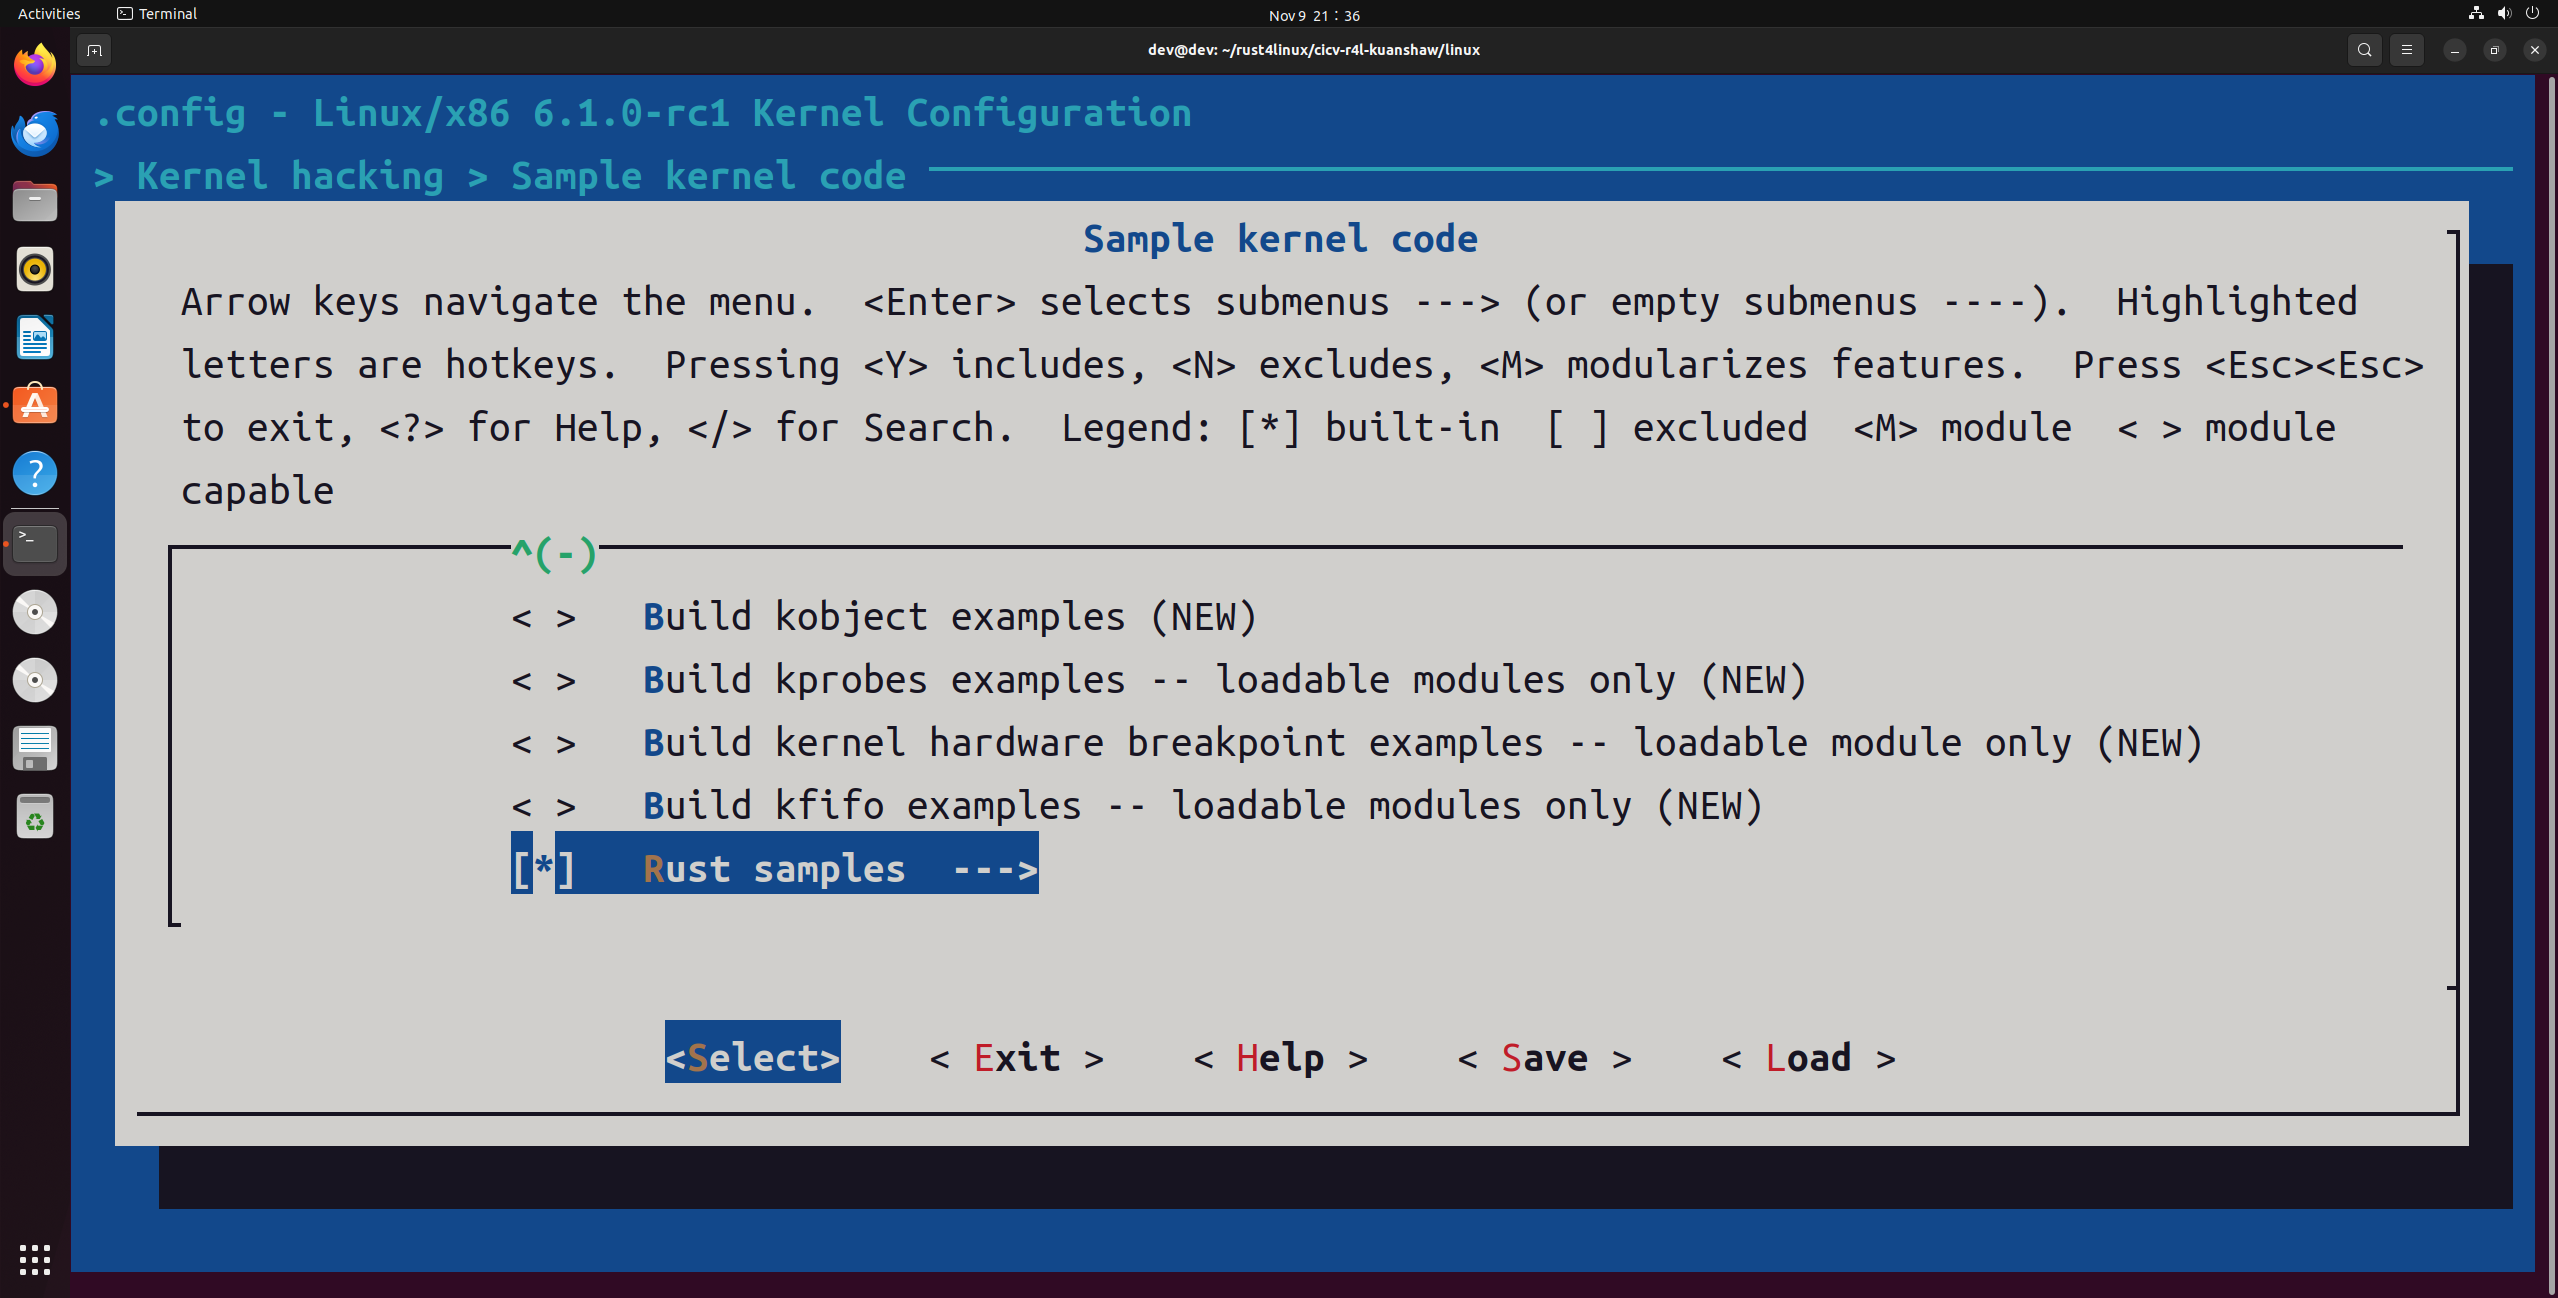 Activities
Terminal
Nov 9 21：36
dev@dev: ~/rust4linux/cicv-r4l-kuanshaw/linux
.config - Linux/x86 6.1.0-rc1 Kernel Configuration
> Kernel hacking > Sample kernel code
Sample kernel code
Arrow keys navigate the menu.  <Enter> selects submenus ---> (or empty submenus ----).  Highlighted
letters are hotkeys.  Pressing <Y> includes, <N> excludes, <M> modularizes features.  Press <Esc><Esc>
to exit, <?> for Help, </> for Search.  Legend: [*] built-in  [ ] excluded  <M> module  < > module
capable
^(-)
< >   Build kobject examples (NEW)
< >   Build kprobes examples -- loadable modules only (NEW)
< >   Build kernel hardware breakpoint examples -- loadable module only (NEW)
< >   Build kfifo examples -- loadable modules only (NEW)
[*]   Rust samples  --->
<Select>    < Exit >    < Help >    < Save >    < Load >